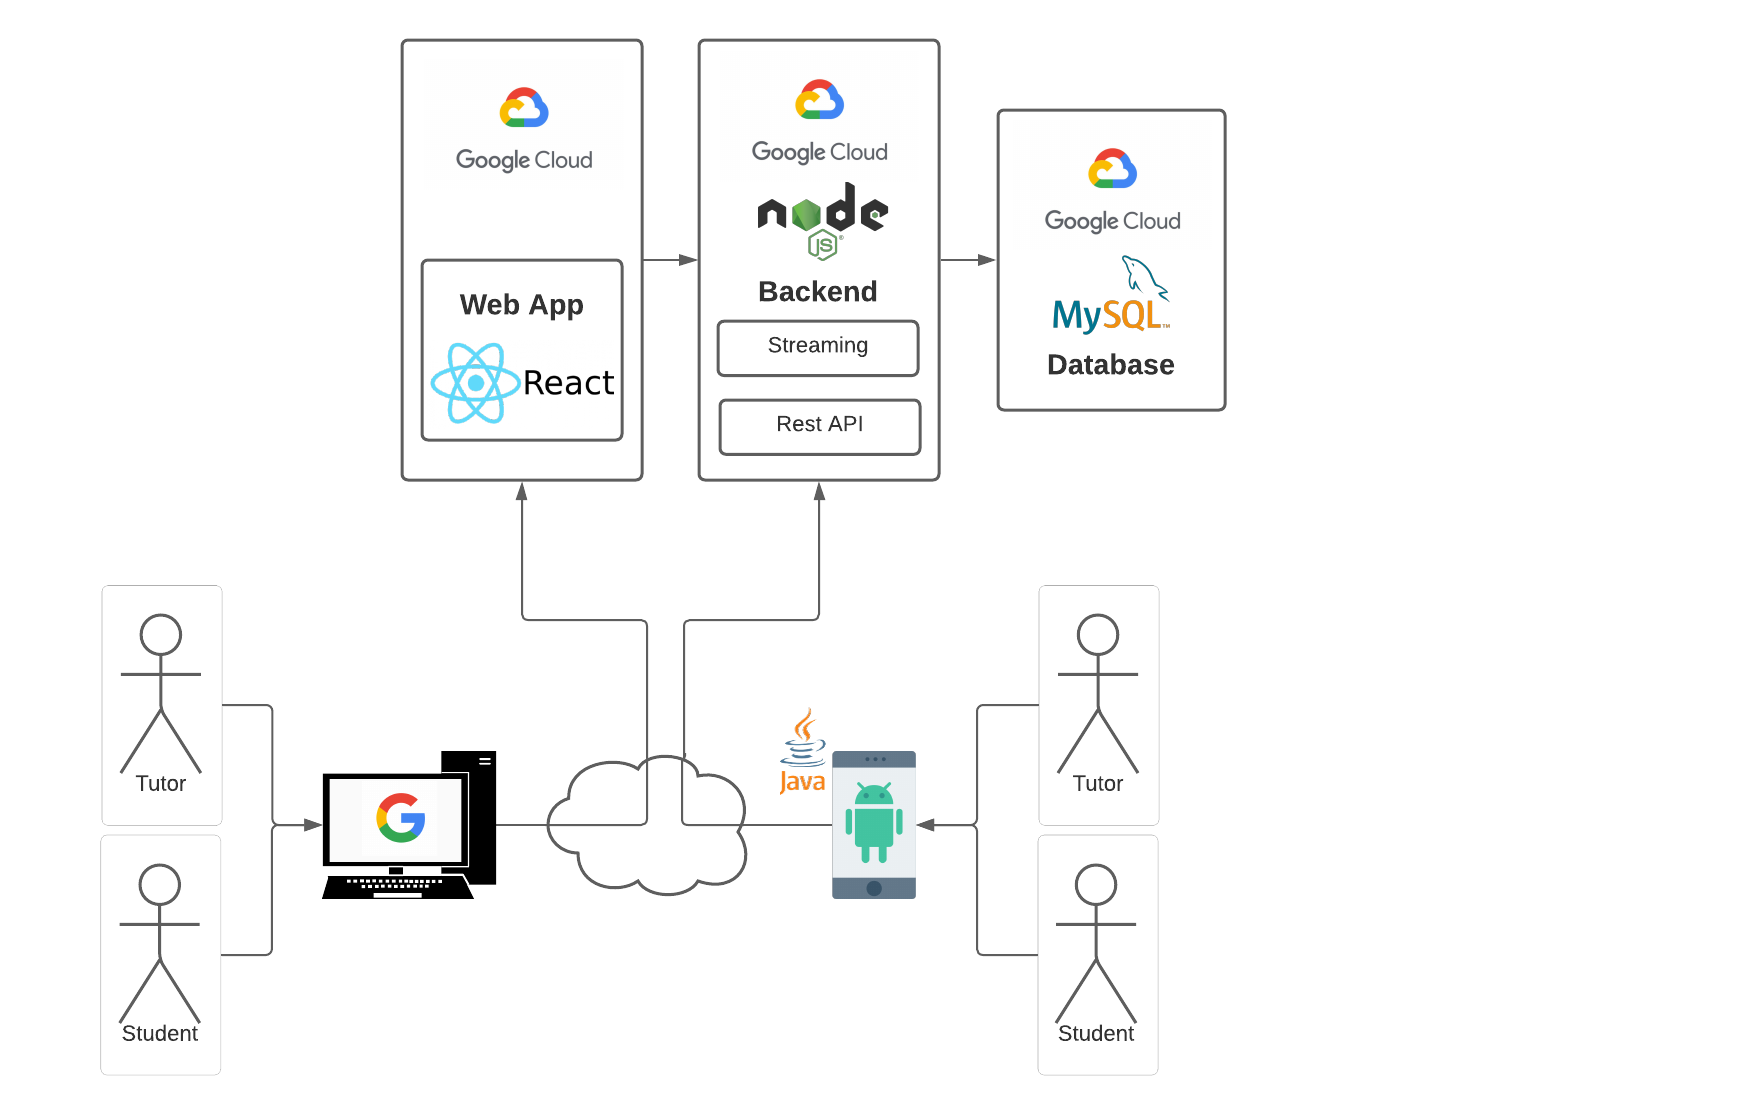 Google Cloud
Web App
React
Google Cloud
node
JS
Backend
Streaming
Rest API
Google Cloud
MySQL™
Database
Tutor
Student
G
Java
Tutor
Student